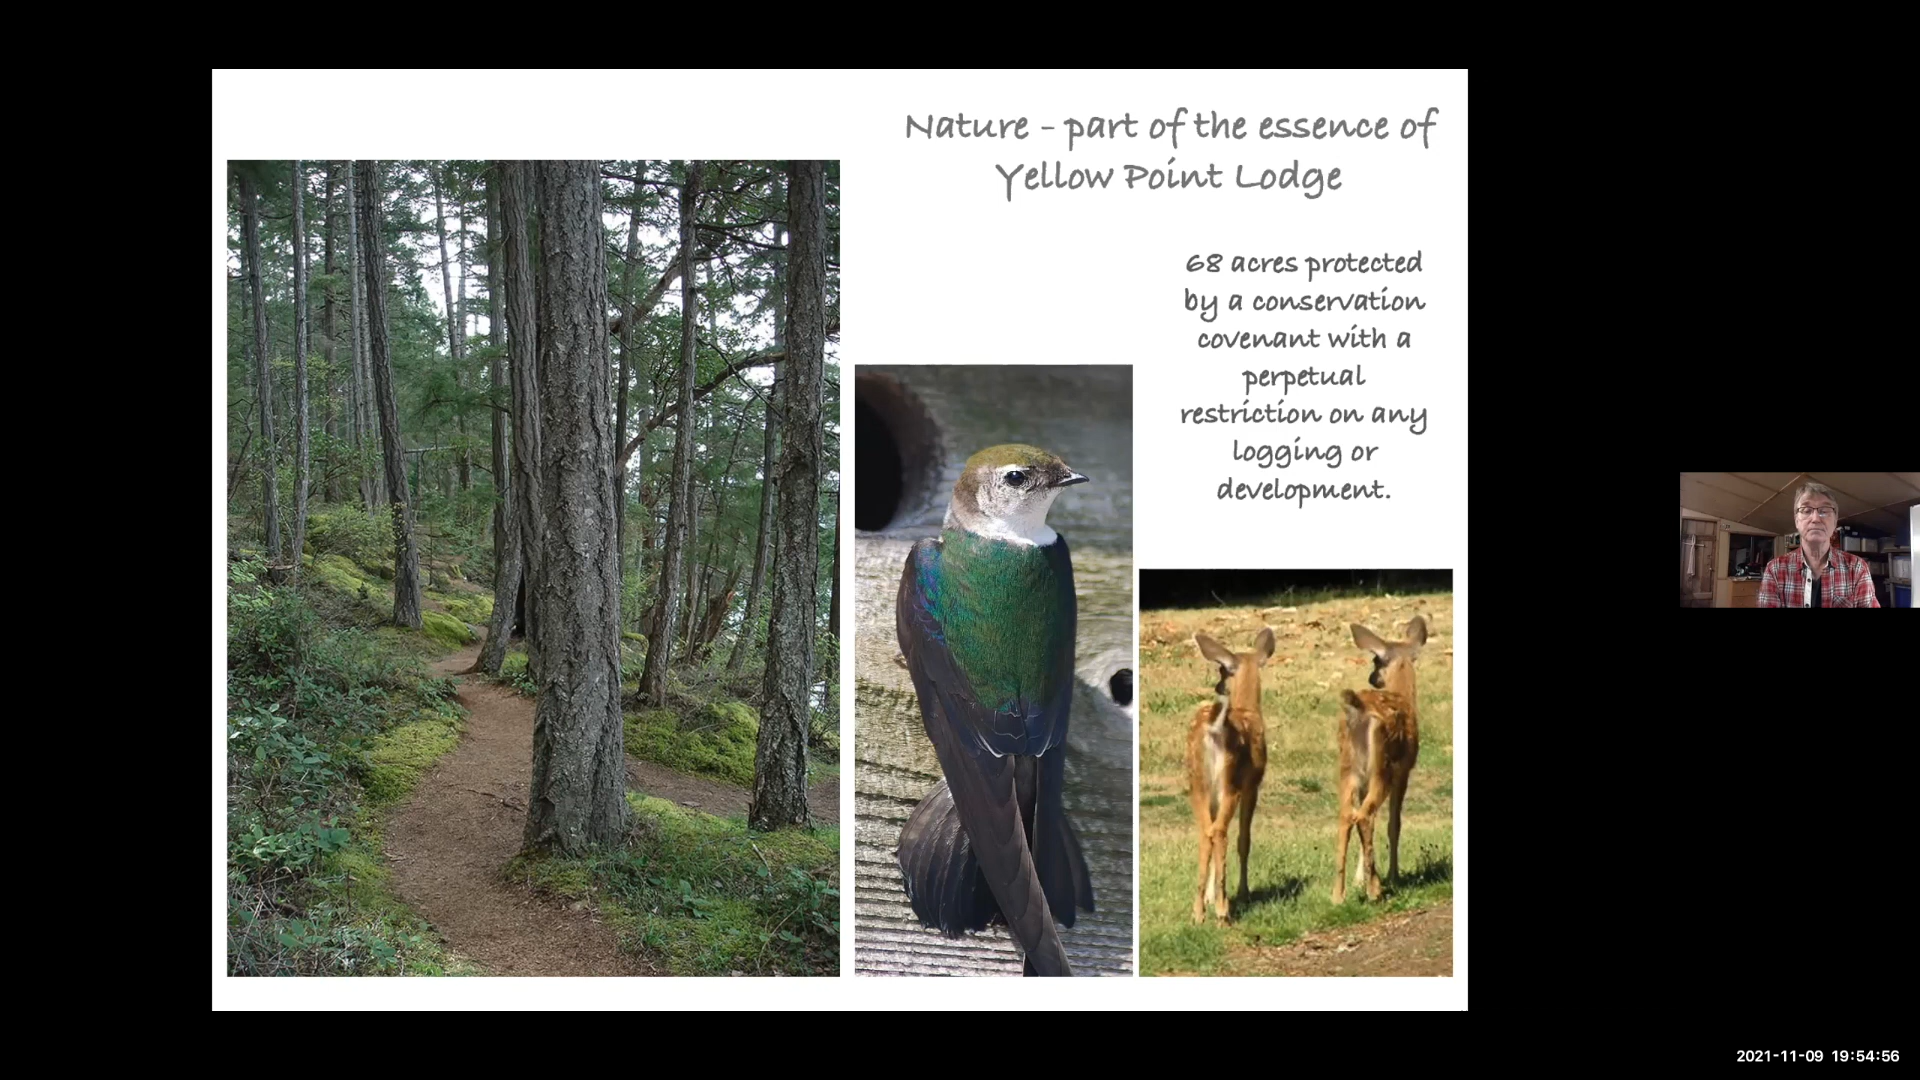 Nature - part of the essence of
Yellow Point Lodge
68 acres protected
by a conservation
covenant with a
perpetual
restriction on any
logging or
development.
2021-11-09 19:54:56